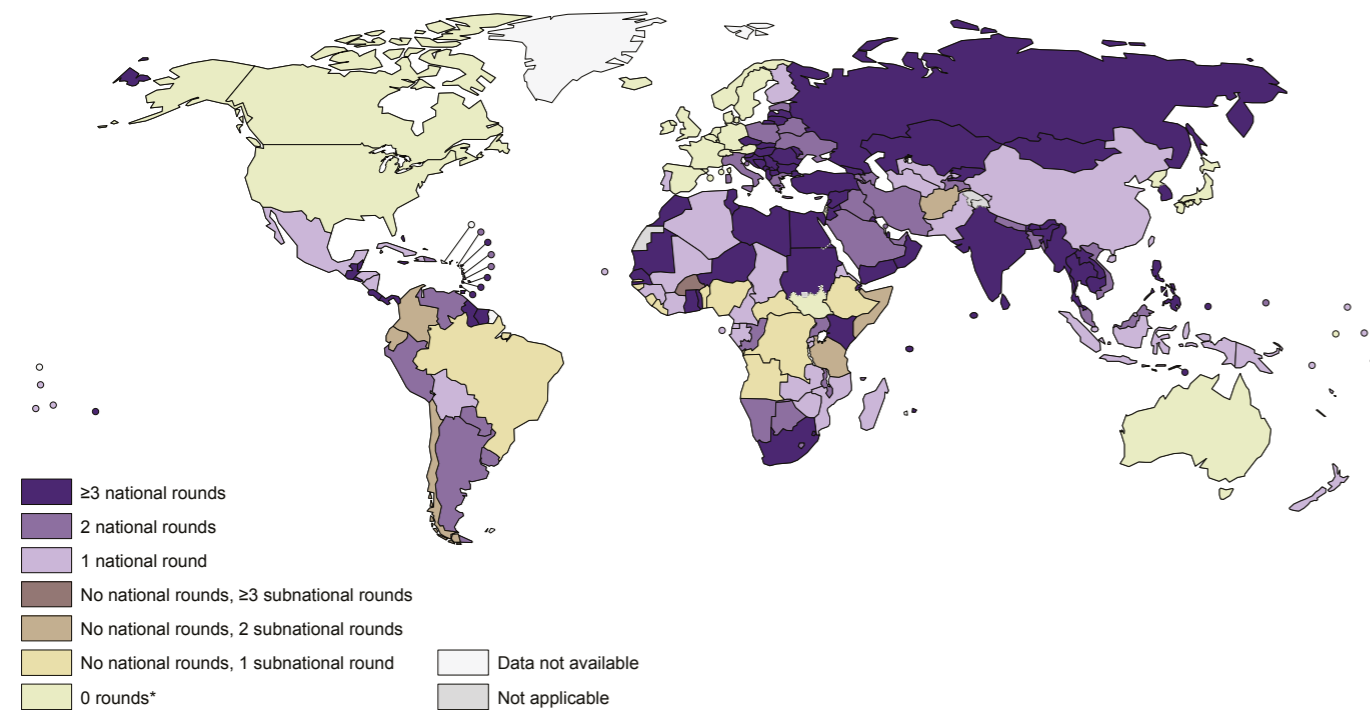 ≥3 national rounds
2 national rounds
1 national round
No national rounds, ≥3 subnational rounds
No national rounds, 2 subnational rounds
No national rounds, 1 subnational round
0 rounds*
Data not available
Not applicable